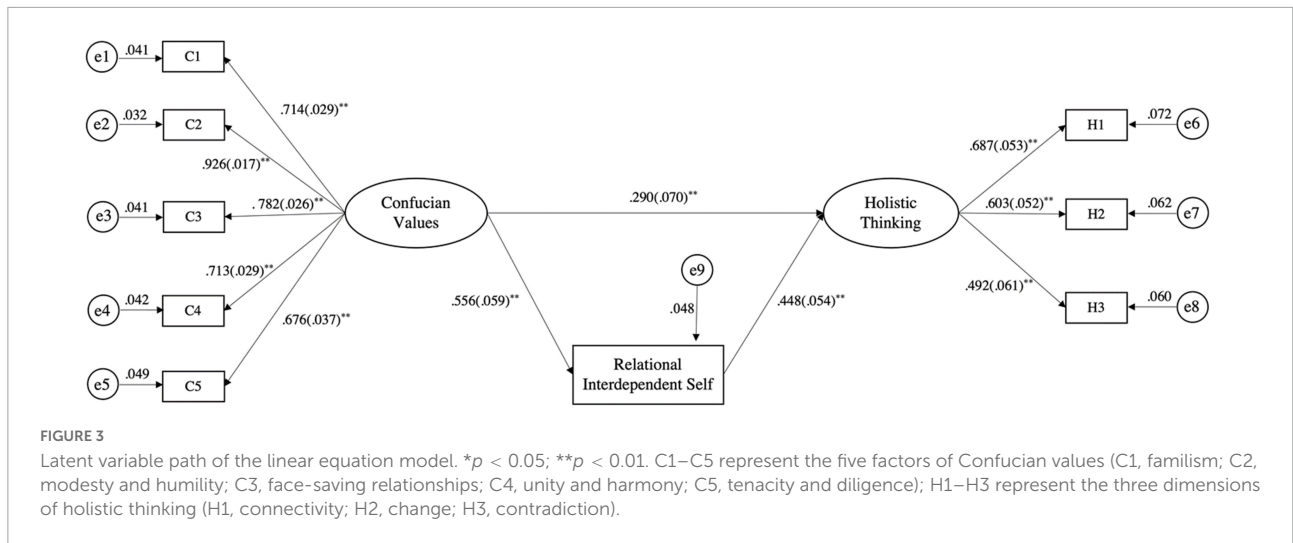 e1 .041 C1
.714(.029)**
e2 .032 C2
.926(.017)**
e3 .041 C3
. 782(.026)**
e4 .042 C4
.713(.029)**
e5 .049 C5
.676(.037)**
Confucian
Values
.290(.070)**
.556(.059)**
e9
.048
Relational
Interdependent Self
.448(.054)**
Holistic
Thinking
.687(.053)**
H1 .072 e6
.603(.052)**
H2 .062 e7
.492(.061)**
H3 .060 e8
FIGURE 3
Latent variable path of the linear equation model. *p < 0.05; **p < 0.01. C1–C5 represent the five factors of Confucian values (C1, familism; C2,
modesty and humility; C3, face-saving relationships; C4, unity and harmony; C5, tenacity and diligence); H1–H3 represent the three dimensions
of holistic thinking (H1, connectivity; H2, change; H3, contradiction).